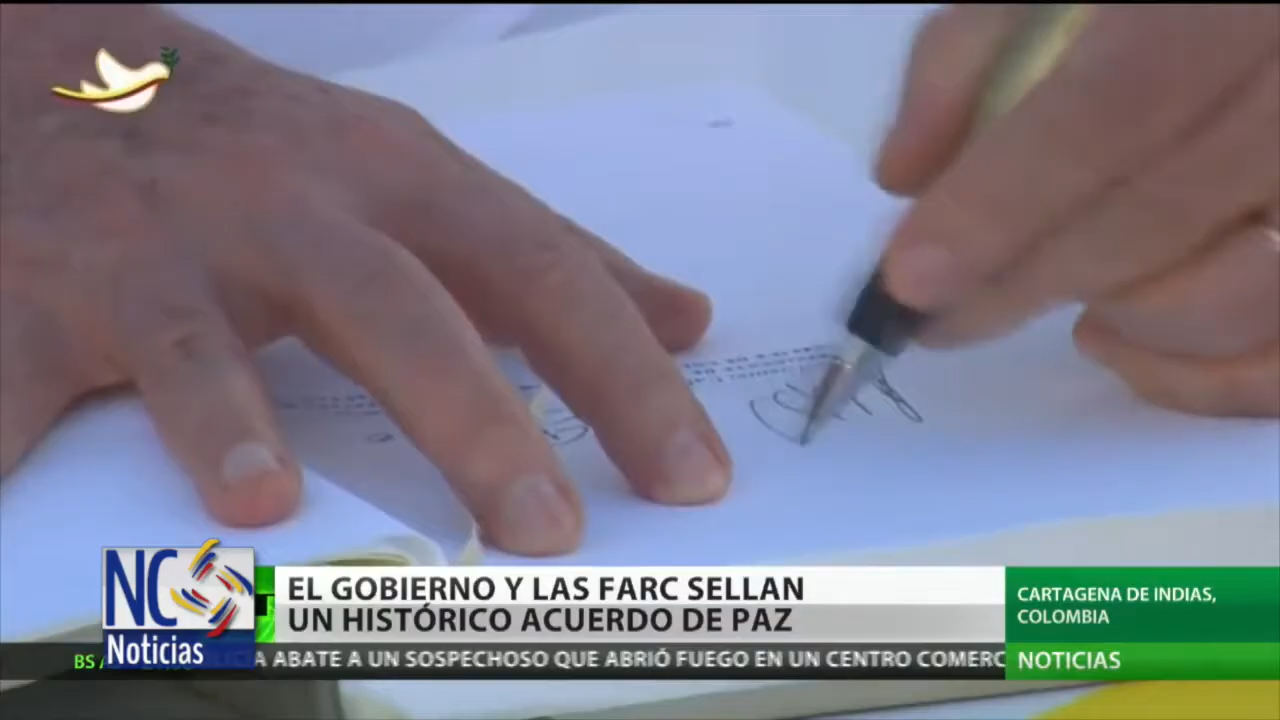 EL GOBIERNO Y LAS FARC SELLAN
UN HISTÓRICO ACUERDO DE PAZ
CARTAGENA DE INDIAS,
COLOMBIA
NC
Noticias
BS
ABATE A UN SOSPECHOSO QUE ABRIÓ FUEGO EN UN CENTRO COMERC
NOTICIAS